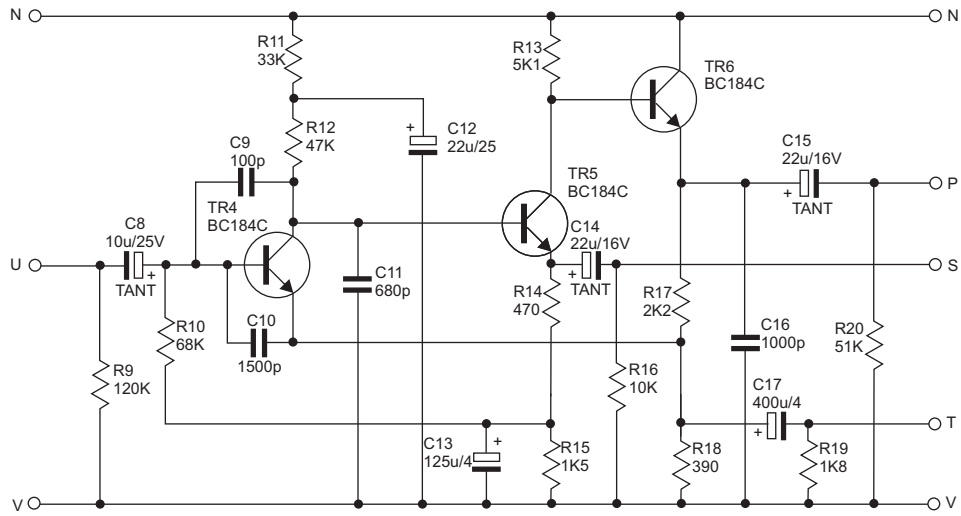 N
N
R11
33K
R13
5K1
TR6
BC184C
R12
47K
+
C12
22u/25
C9
100p
C15
22u/16V
+
TANT
P
TR4
BC184C
TR5
BC184C
C8
10u/25V
+
TANT
U
C14
22u/16V
+
TANT
S
C11
680p
R14
470
R17
2K2
R10
68K
C10
1500p
C16
1000p
R20
51K
R9
120K
R16
10K
C17
400u/4
+
T
C13
125u/4
+
R15
1K5
R18
390
R19
1K8
V
V